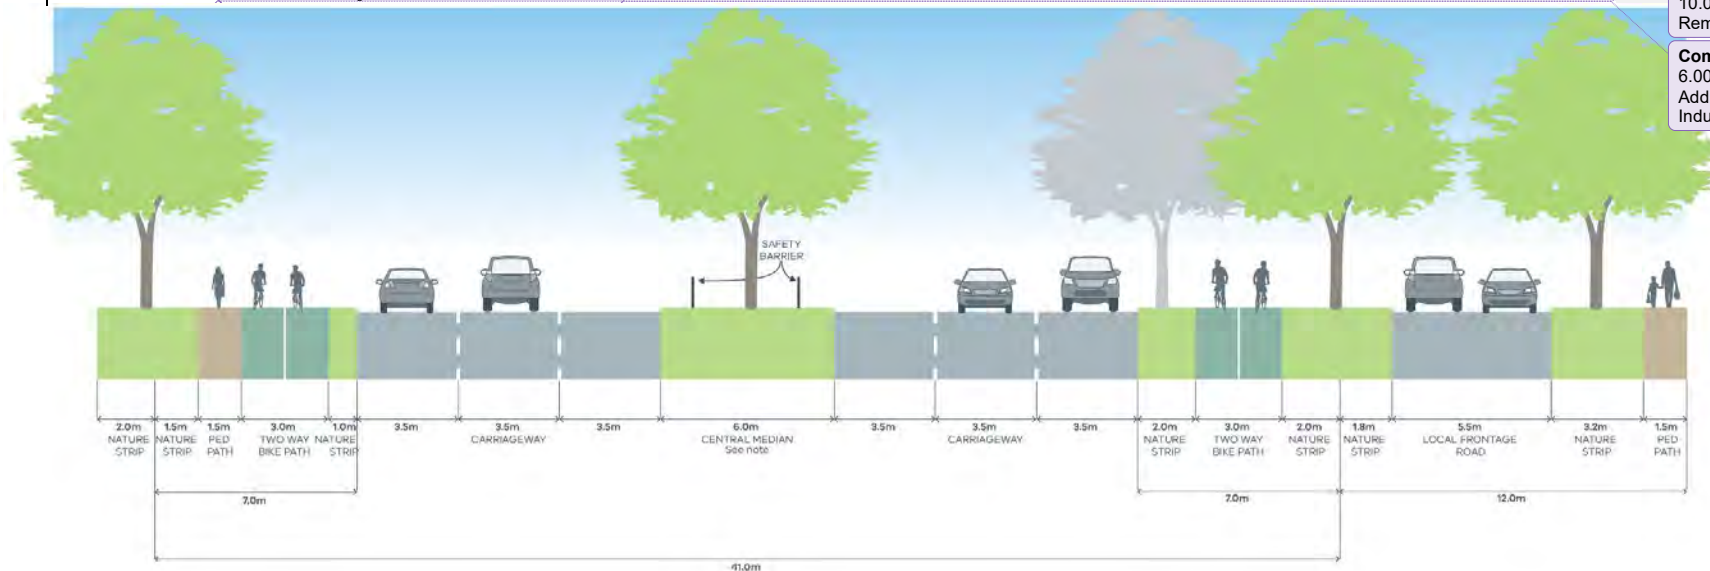 10.0
Rem
Com
6.00
Add
Indu
SAFETY
BARRIER
2.0m
NATURE
STRIP
1.5m
NATURE
STRIP
1.5m
PED
PATH
3.0m
TWO WAY
BIKE PATH
1.0m
NATURE
STRIP
3.5m
3.5m
CARRIAGEWAY
3.5m
6.0m
CENTRAL MEDIAN
See note
3.5m
3.5m
CARRIAGEWAY
3.5m
2.0m
NATURE
STRIP
3.0m
TWO WAY
BIKE PATH
2.0m
NATURE
STRIP
1.8m
NATURE
STRIP
5.5m
LOCAL FRONTAGE
ROAD
3.2m
NATURE
STRIP
1.5m
PED
PATH
7.0m
7.0m
12.0m
41.0m